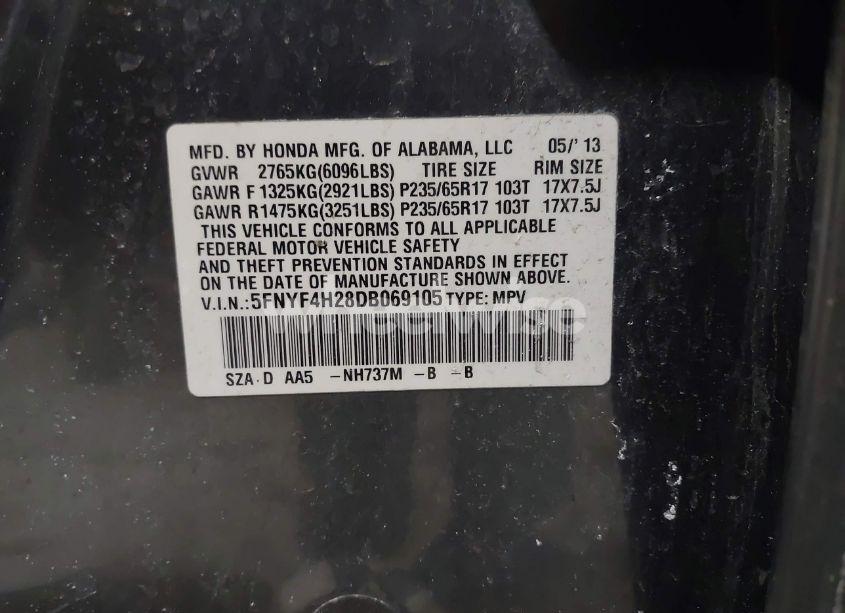 MFD. BY HONDA MFG. OF ALABAMA, LLC 05/'13
GVWR 2765KG(6096LBS) TIRE SIZE RIM SIZE
GAWR F 1325KG(2921LBS) P235/65R17 103T 17X7.5J
GAWR R1475KG(3251LBS) P235/65R17 103T 17X7.5J
THIS VEHICLE CONFORMS TO ALL APPLICABLE
FEDERAL MOTOR VEHICLE SAFETY
AND THEFT PREVENTION STANDARDS IN EFFECT
ON THE DATE OF MANUFACTURE SHOWN ABOVE.
V.I.N.:5FNYF4H28DB069105 TYPE: MPV
wheelwise
SZA D AA5 -NH737M -B -B